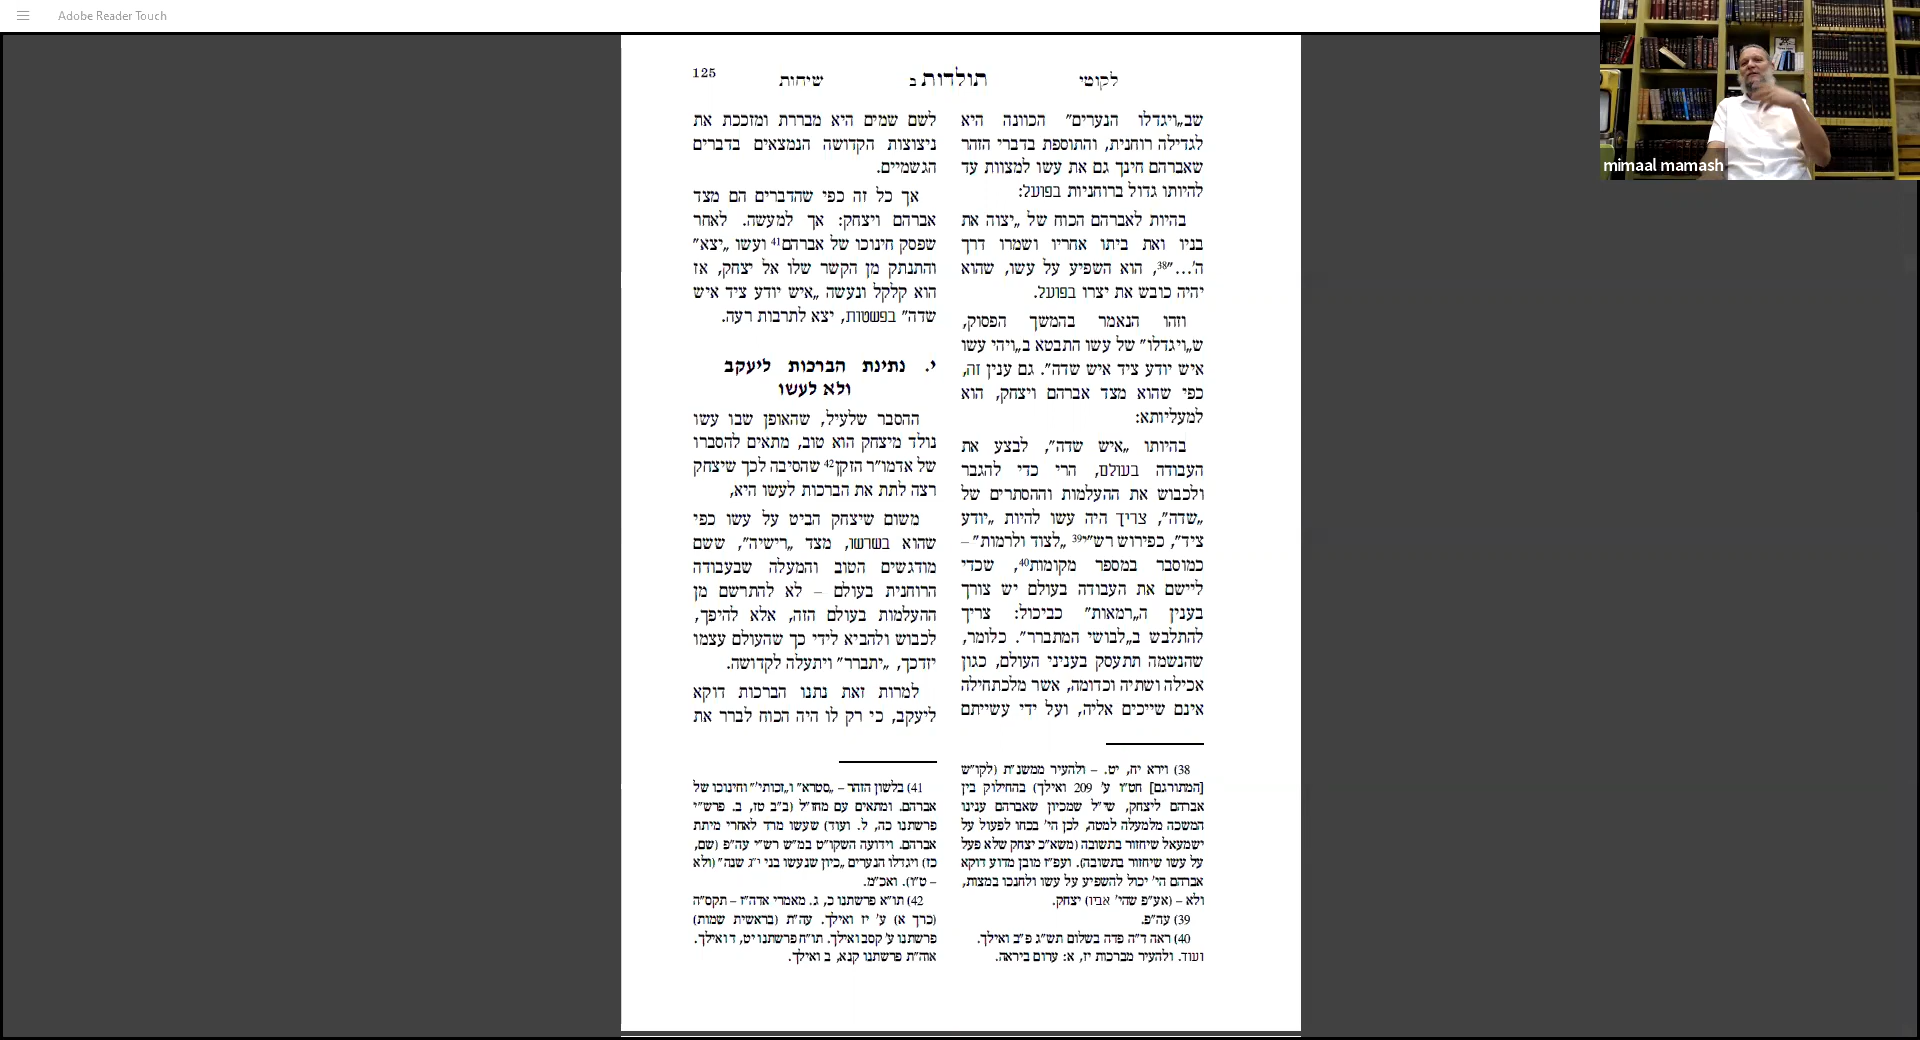 Adobe Reader Touch
mimaal mamash
לקוטי תולדות ב שיחות 125
שב„ויגדלו הנערים" הכוונה היא
לגדילה רוחנית, והתוספת בדברי הזהר
שאברהם חינך גם את עשו למצוות עד
להיותו גדול ברוחניות בפועל:
בהיות לאברהם הכוח של „יצוה את
בניו ואת ביתו אחריו ושמרו דרך
ה'..."38, הוא השפיע על עשו, שהוא
יהיה כובש את יצרו בפועל.
וזהו הנאמר בהמשך הפסוק,
ש„ויגדלו" של עשו התבטא ב„ויהי עשו
איש יודע ציד איש שדה". גם ענין זה,
כפי שהוא מצד אברהם ויצחק, הוא
למעליותא:
בהיותו „איש שדה", לבצע את
העבודה בעולם, הרי כדי להגבר
ולכבוש את ההעלמות וההסתרים של
„שדה", צריך היה עשו להיות „יודע
ציד", כפירוש רש"י39 „לצוד ולרמות" –
כמוסבר במספר מקומות40, שכדי
ליישם את העבודה בעולם יש צורך
בענין ה„רמאות" כביכול: צריך
להתלבש ב„לבושי המתברר". כלומר,
שהנשמה תתעסק בעניני העולם, כגון
אכילה ושתיה וכדומה, אשר מלכתחילה
אינם שייכים אליה, ועל ידי עשייתם
38) וירא יח, יט. – ולהעיר ממשנ"ת (לקו"ש
[המתורגם] חט"ו ע' 209 ואילך) בהחילוק בין
אברהם ליצחק, שי"ל שמכיון שאברהם ענינו
המשכה מלמעלה למטה, לכן הי' בכחו לפעול על
ישמעאל שיחזור בתשובה (משא"כ יצחק שלא פעל
על עשו שיחזור בתשובה). ועפ"ז מובן מדוע דוקא
אברהם הי' יכול להשפיע על עשו ולחנכו במצות,
ולא – (אע"פ שהי' אביו) יצחק.
39) עה"פ.
40) ראה ד"ה פדה בשלום תש"ג פ"ב ואילך.
ועוד. ולהעיר מברכות יז, א: ערום ביראה.
לשם שמים היא מבררת ומזככת את
ניצוצות הקדושה הנמצאים בדברים
הגשמיים.
אך כל זה כפי שהדברים הם מצד
אברהם ויצחק: אך למעשה. לאחר
שפסק חינוכו של אברהם41 ועשו „יצא"
והתנתק מן הקשר שלו אל יצחק, אז
הוא קלקל ונעשה „איש יודע ציד איש
שדה" בפשטות, יצא לתרבות רעה.
י. נתינת הברכות ליעקב
ולא לעשו
ההסבר שלעיל, שהאופן שבו עשו
נולד מיצחק הוא טוב, מתאים להסברו
של אדמו"ר הזקן42 שהסיבה לכך שיצחק
רצה לתת את הברכות לעשו היא,
משום שיצחק הביט על עשו כפי
שהוא בשרשו, מצד „רישיה", ששם
מודגשים הטוב והמעלה שבעבודה
הרוחנית בעולם – לא להתרשם מן
ההעלמות בעולם הזה, אלא להיפך,
לכבוש ולהביא לידי כך שהעולם עצמו
יזדכך, „יתברר" ויתעלה לקדושה.
למרות זאת נתנו הברכות דוקא
ליעקב, כי רק לו היה הכוח לברר את
41) בלשון הזהר – „סטרא" ו„זכותי'" וחינוכו של
אברהם. ומתאים עם מחז"ל (ב"ב טז, ב. פרש"י
פרשתנו כה, ל. ועוד) שעשו מרד לאחרי מיתת
אברהם. וידועה השקו"ט במ"ש רש"י עה"פ (שם,
כז) ויגדלו הנערים „כיון שנעשו בני י"ג שנה" (ולא
– ט"ו). ואכ"מ.
42) תו"א פרשתנו כ, ג. מאמרי אדה"ז – תקס"ה
(כרך א) ע' יז ואילך. עה"ת (בראשית שמות)
פרשתנו ע' קסב ואילך. תו"ח פרשתנו יט, ד ואילך.
אוה"ת פרשתנו קנא, ב ואילך.